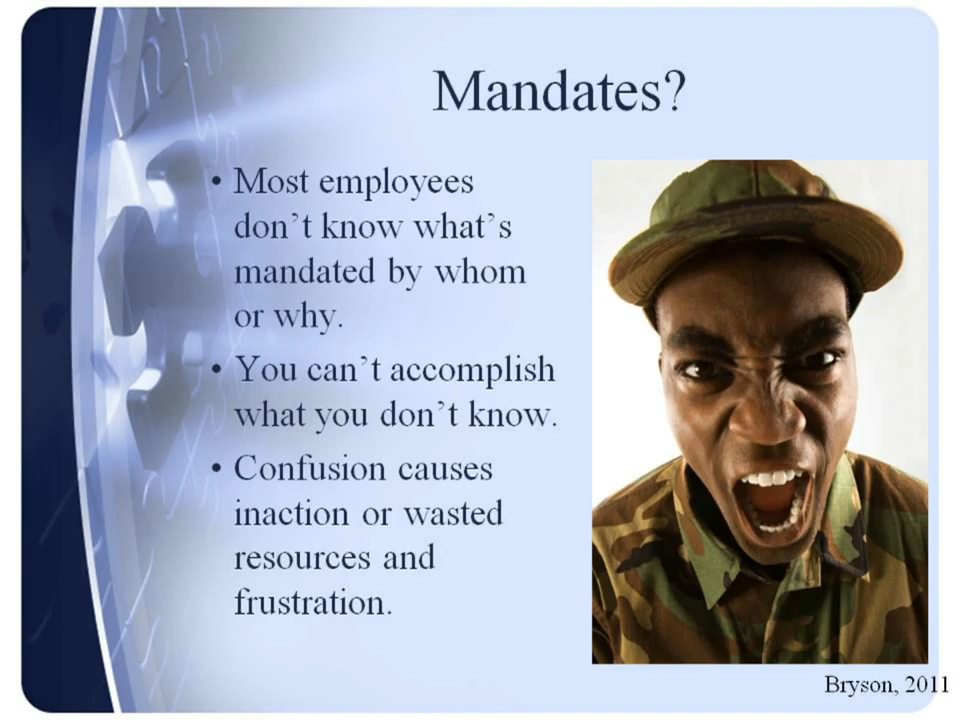 Mandates?
• Most employees
don’t know what’s
mandated by whom
or why.
• You can’t accomplish
what you don’t know.
• Confusion causes
inaction or wasted
resources and
frustration.
Bryson, 2011